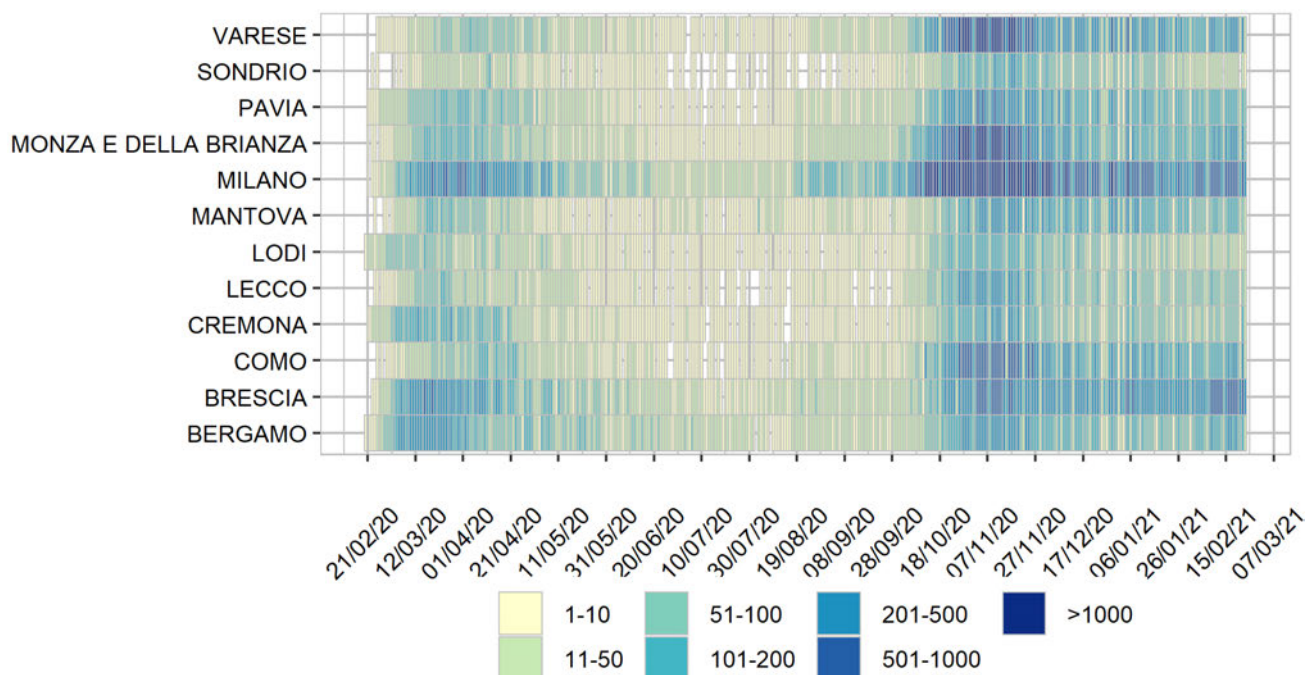 VARESE
SONDRIO
PAVIA
MONZA E DELLA BRIANZA
MILANO
MANTOVA
LODI
LECCO
CREMONA
COMO
BRESCIA
BERGAMO
21/02/20
12/03/20
01/04/20
21/04/20
11/05/20
31/05/20
20/06/20
10/07/20
30/07/20
19/08/20
08/09/20
28/09/20
18/10/20
07/11/20
27/11/20
17/12/20
06/01/21
26/01/21
15/02/21
07/03/21
1-10 51-100 201-500 >1000
11-50 101-200 501-1000